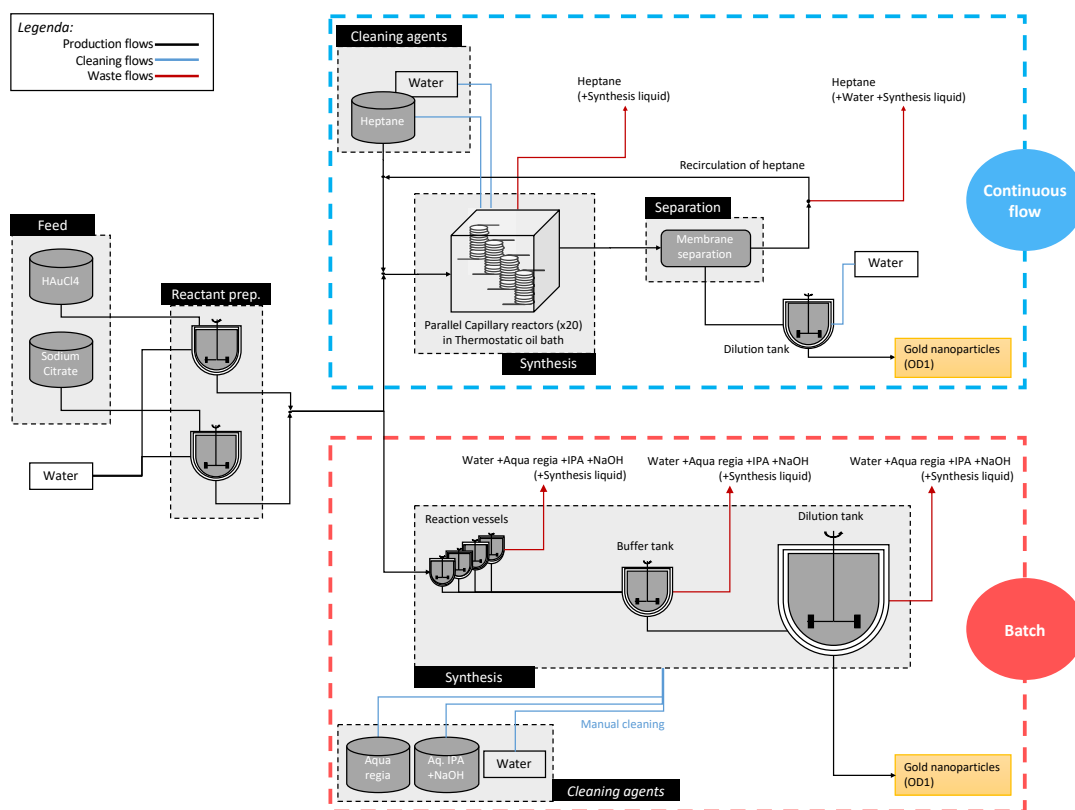 Legenda:
Production flows
Cleaning flows
Waste flows
Cleaning agents
Water
Heptane
Heptane
(+Synthesis liquid)
Heptane
(+Water +Synthesis liquid)
Recirculation of heptane
Continuous
flow
Feed
HAuCl4
Sodium
Citrate
Water
Reactant prep.
Separation
Membrane
separation
Water
Parallel Capillary reactors (x20)
in Thermostatic oil bath
Synthesis
Dilution tank
Gold nanoparticles
(OD1)
Water +Aqua regia +IPA +NaOH
(+Synthesis liquid)
Water +Aqua regia +IPA +NaOH
(+Synthesis liquid)
Water +Aqua regia +IPA +NaOH
(+Synthesis liquid)
Reaction vessels
Buffer tank
Dilution tank
Batch
Synthesis
Manual cleaning
Aqua
regia
Aq. IPA
+NaOH
Water
Cleaning agents
Gold nanoparticles
(OD1)